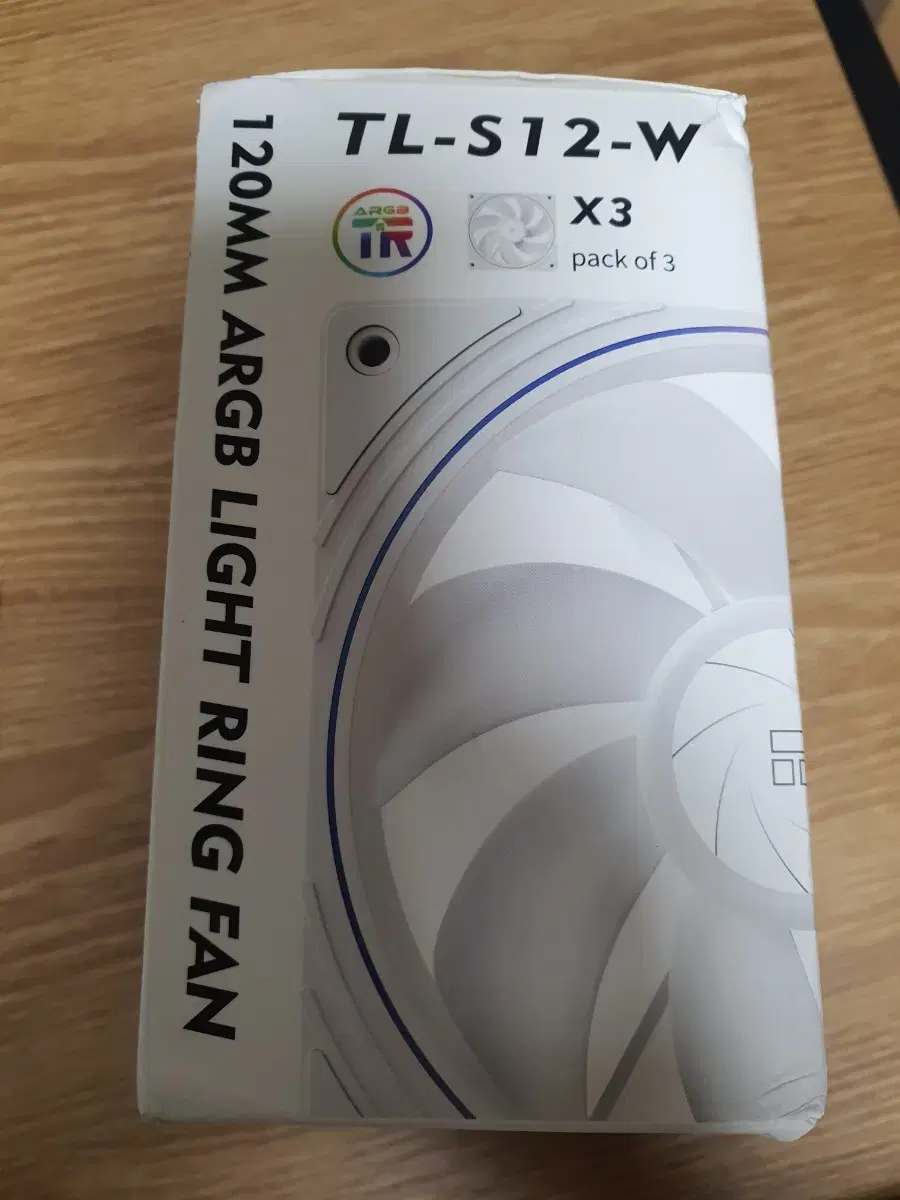 TL-S12-W
ARGB
TR
X3
pack of 3
120MM ARGB LIGHT RING FAN